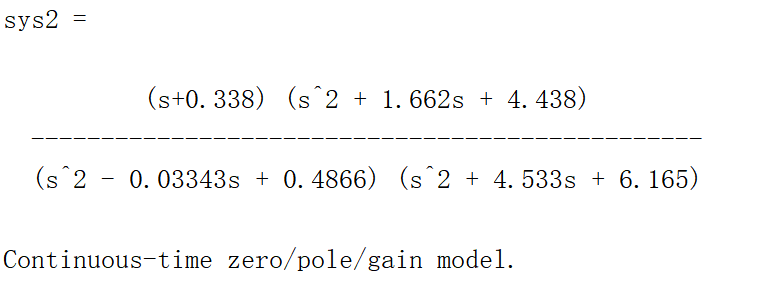 sys2 =
(s+0.338) (s^2 + 1.662s + 4.438)
------------------------------------------------
(s^2 - 0.03343s + 0.4866) (s^2 + 4.533s + 6.165)
Continuous-time zero/pole/gain model.